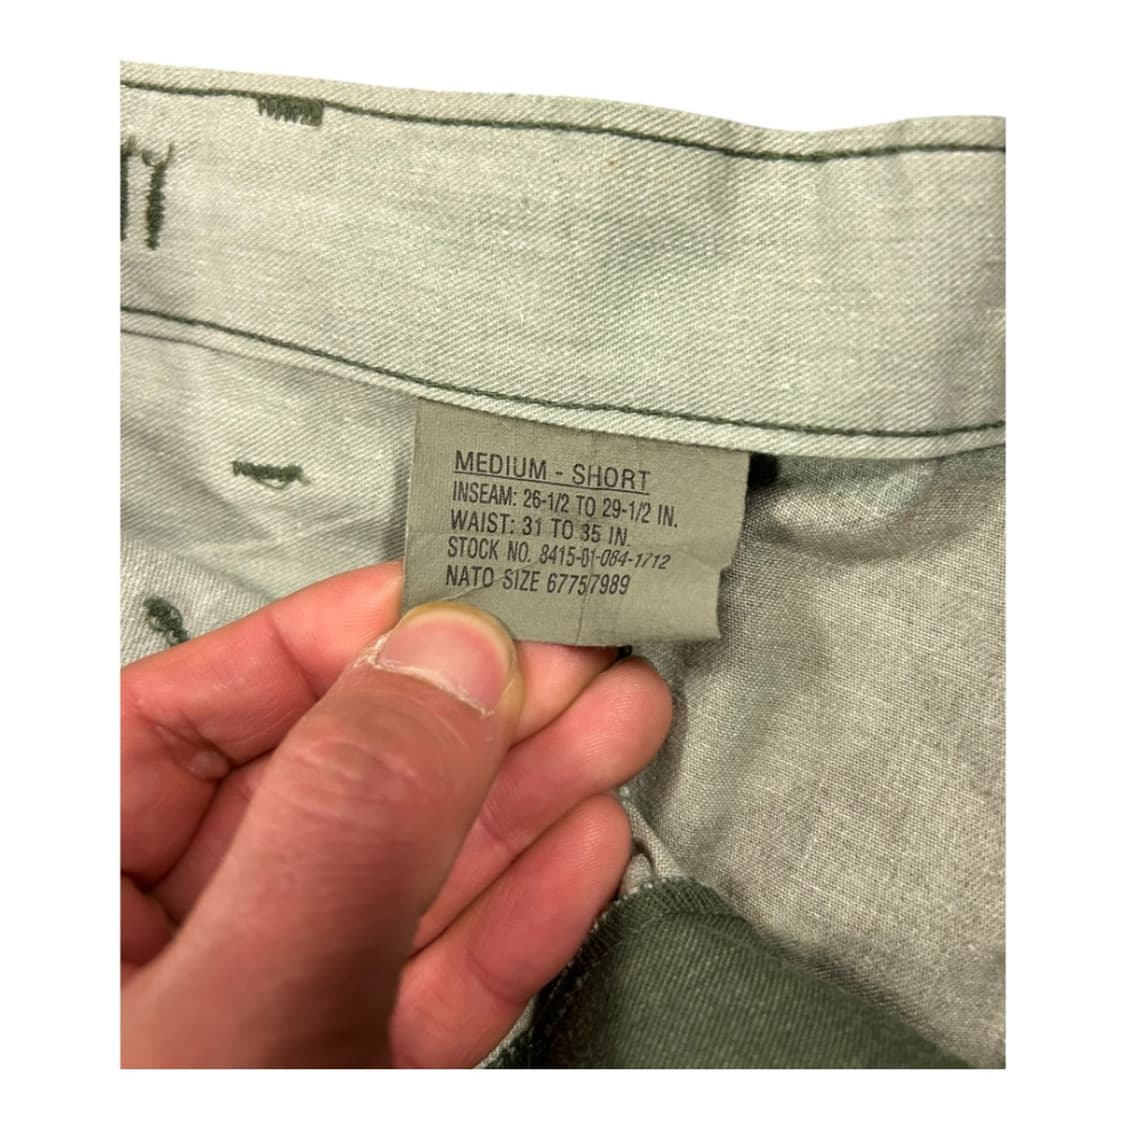 MEDIUM - SHORT
INSEAM: 26-1/2 TO 29-1/2 IN.
WAIST: 31 TO 35 IN.
STOCK NO. 8415-01-084-1712
NATO SIZE 6775/7989